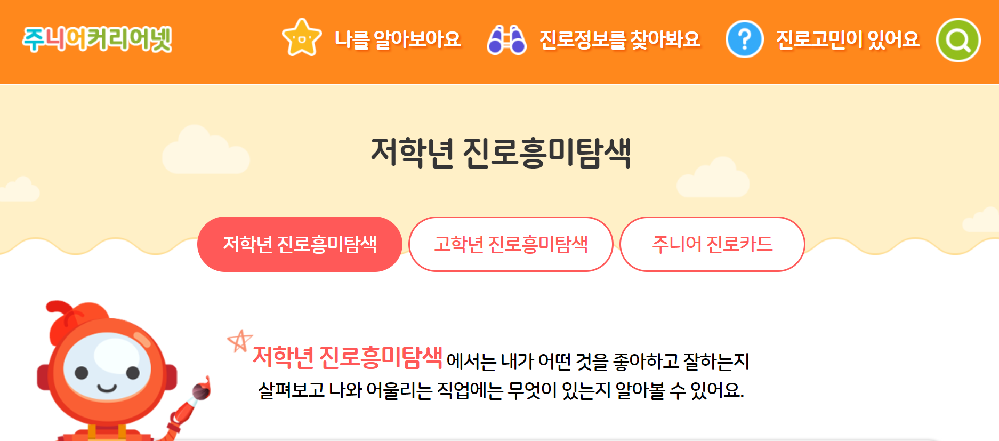 주니어커리어넷
나를 알아보아요
진로정보를 찾아봐요
진로고민이 있어요
저학년 진로흥미탐색
저학년 진로흥미탐색
고학년 진로흥미탐색
주니어 진로카드
저학년 진로흥미탐색 에서는 내가 어떤 것을 좋아하고 잘하는지
살펴보고 나와 어울리는 직업에는 무엇이 있는지 알아볼 수 있어요.